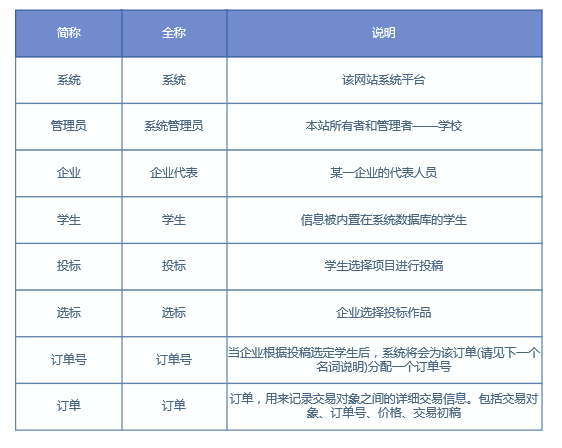 简称 全称 说明
系统 系统 该网站系统平台
管理员 系统管理员 本站所有者和管理者——学校
企业 企业代表 某一企业的代表人员
学生 学生 信息被内置在系统数据库的学生
投标 投标 学生选择项目进行投稿
选标 选标 企业选择投标作品
订单号 订单号 当企业根据投稿选定学生后，系统将会为该订单(请见下一个
名词说明)分配一个订单号
订单 订单 订单，用来记录交易对象之间的详细交易信息。包括交易对
象、订单号、价格、交易初稿